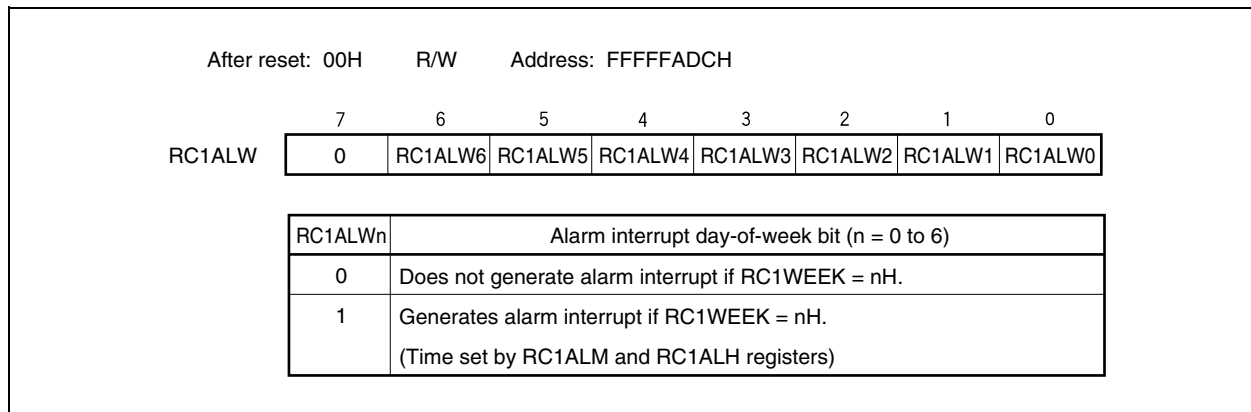 After reset: 00H R/W Address: FFFFFADCH
7 6 5 4 3 2 1 0
RC1ALW 0 RC1ALW6 RC1ALW5 RC1ALW4 RC1ALW3 RC1ALW2 RC1ALW1 RC1ALW0
RC1ALWn Alarm interrupt day-of-week bit (n = 0 to 6)
0 Does not generate alarm interrupt if RC1WEEK = nH.
1 Generates alarm interrupt if RC1WEEK = nH.
(Time set by RC1ALM and RC1ALH registers)